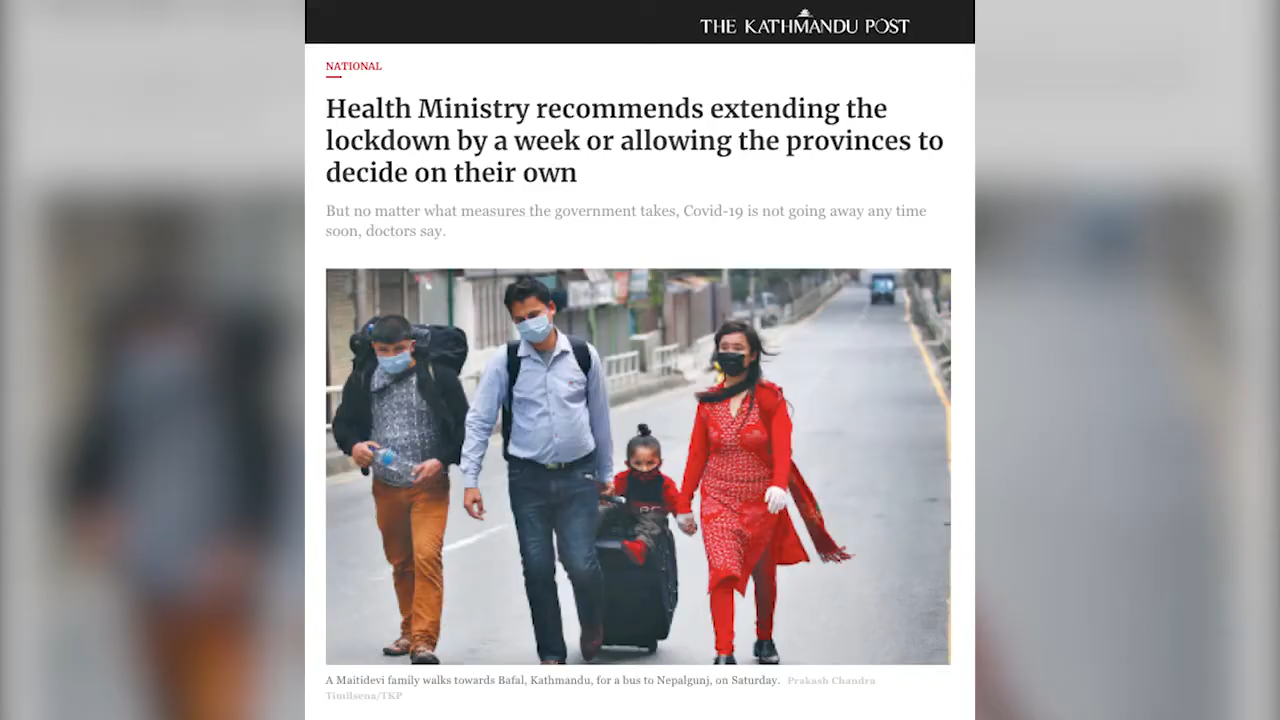 THE KATHMANDU POST
NATIONAL
Health Ministry recommends extending the
lockdown by a week or allowing the provinces to
decide on their own
But no matter what measures the government takes, Covid-19 is not going away any time
soon, doctors say.
A Maitidevi family walks towards Bafal, Kathmandu, for a bus to Nepalgunj, on Saturday. Prakash Chandra
Timilsena/TKP